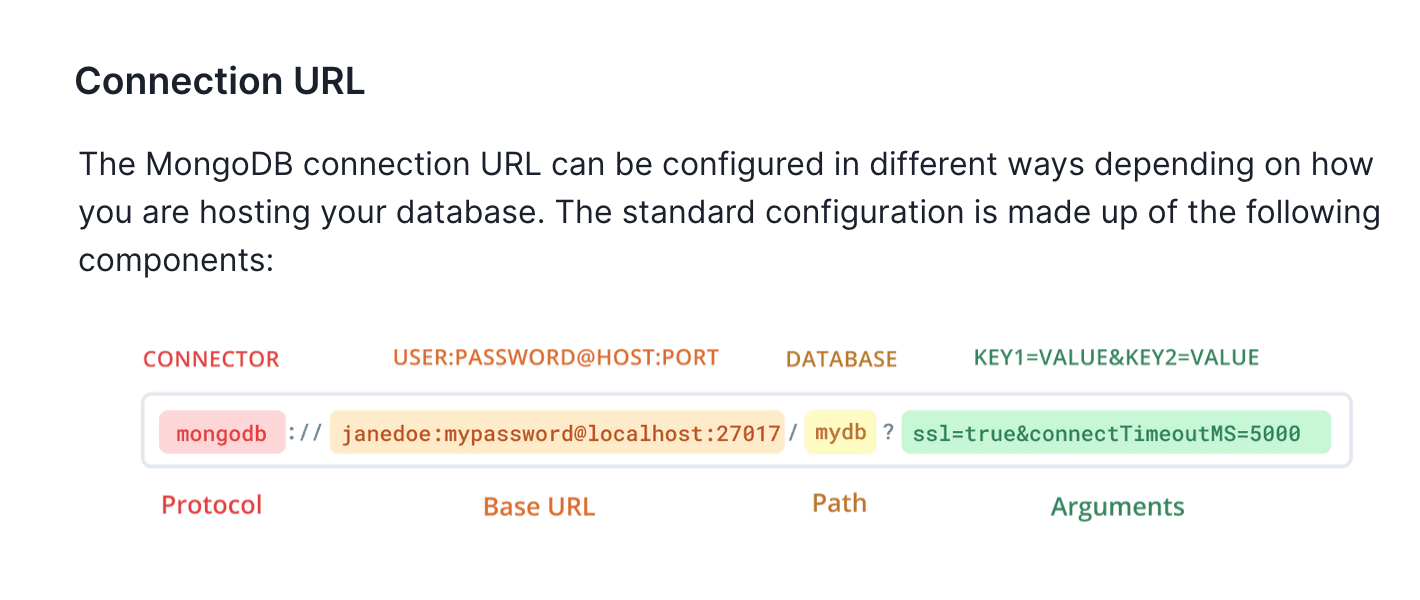 Connection URL
The MongoDB connection URL can be configured in different ways depending on how
you are hosting your database. The standard configuration is made up of the following
components:
CONNECTOR USER:PASSWORD@HOST:PORT DATABASE KEY1=VALUE&KEY2=VALUE
mongodb :// janedoe:mypassword@localhost:27017 / mydb ? ssl=true&connectTimeoutMS=5000
Protocol Base URL Path Arguments